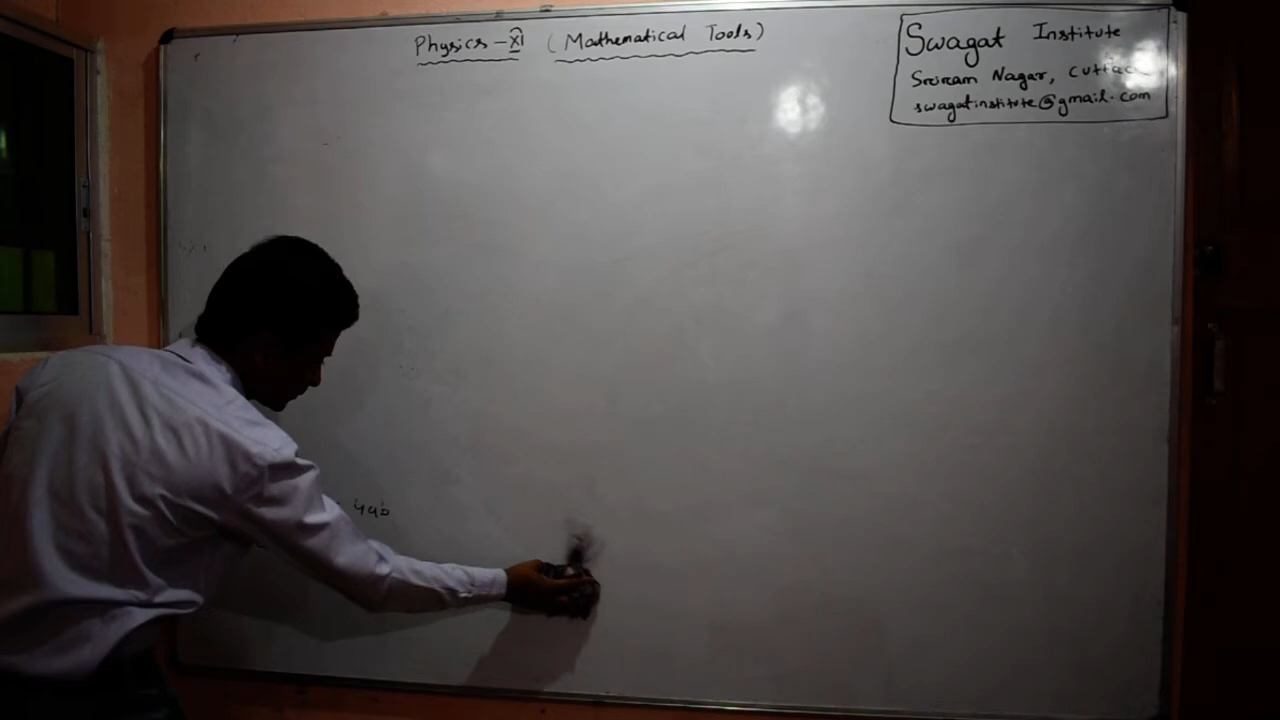 Physics - XI (Mathematical Tools)
Swagat Institute
Sriram Nagar, Cuttack
swagatinstitute@gmail.com
4ab